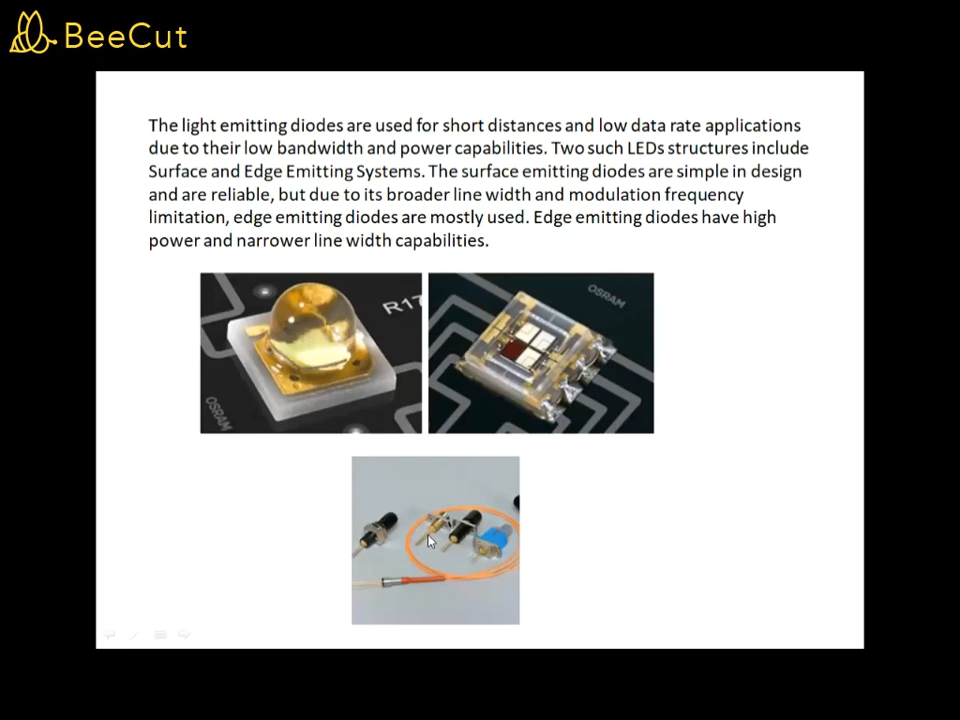 BeeCut
The light emitting diodes are used for short distances and low data rate applications
due to their low bandwidth and power capabilities. Two such LEDs structures include
Surface and Edge Emitting Systems. The surface emitting diodes are simple in design
and are reliable, but due to its broader line width and modulation frequency
limitation, edge emitting diodes are mostly used. Edge emitting diodes have high
power and narrower line width capabilities.
R17
OSRAM
OSRAM